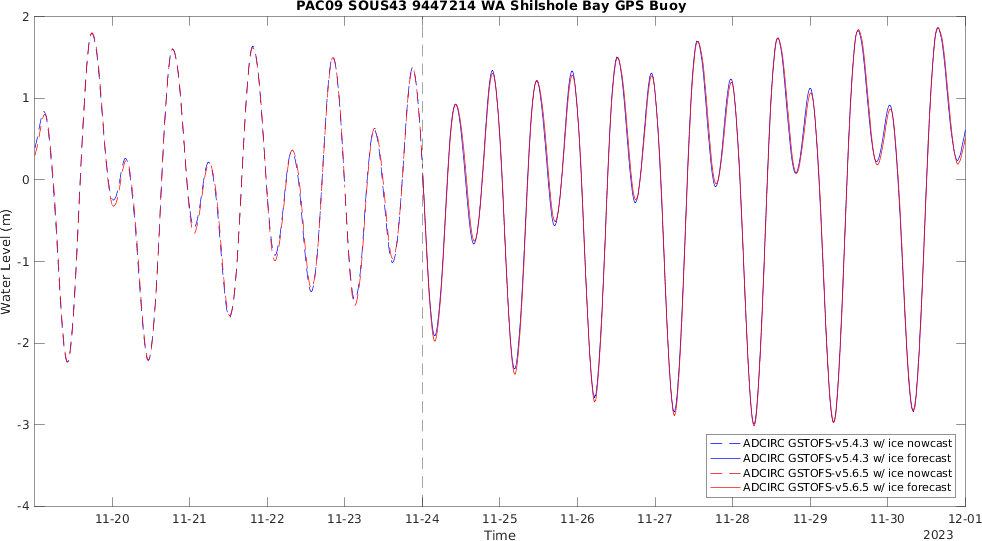 PAC09 SOUS43 9447214 WA Shilshole Bay GPS Buoy
2
1
0
-1
-2
-3
-4
Water Level (m)
ADCIRC GSTOFS-v5.4.3 w/ ice nowcast
ADCIRC GSTOFS-v5.4.3 w/ ice forecast
ADCIRC GSTOFS-v5.6.5 w/ ice nowcast
ADCIRC GSTOFS-v5.6.5 w/ ice forecast
11-20 11-21 11-22 11-23 11-24 11-25 11-26 11-27 11-28 11-29 11-30 12-01
Time
2023